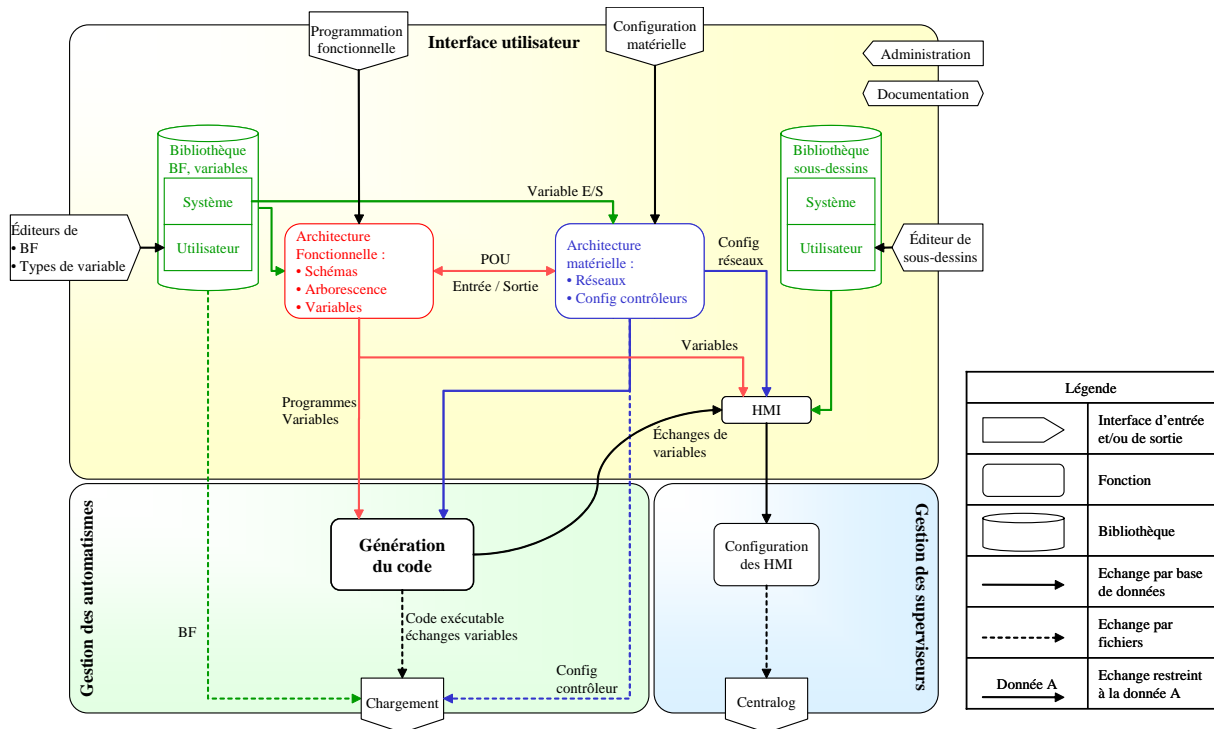 Programmation
fonctionnelle
Configuration
matérielle
Interface utilisateur
Administration
Documentation
Bibliothèque
BF, variables
Système
Utilisateur
Bibliothèque
sous-dessins
Système
Utilisateur
Variable E/S
Éditeurs de
• BF
• Types de variable
Architecture
Fonctionnelle :
• Schémas
• Arborescence
• Variables
POU
Entrée / Sortie
Architecture
matérielle :
• Réseaux
• Config contrôleurs
Config
réseaux
Éditeur de
sous-dessins
Variables
Programmes
Variables
HMI
Échanges de
variables
Gestion des automatismes
Génération
du code
Configuration
des HMI
Gestion des superviseurs
Code exécutable
échanges variables
BF
Config
contrôleur
Chargement
Centralog
Légende
Interface d’entrée
et/ou de sortie
Fonction
Bibliothèque
Echange par base
de données
Echange par
fichiers
Donnée A
Echange restreint
à la donnée A